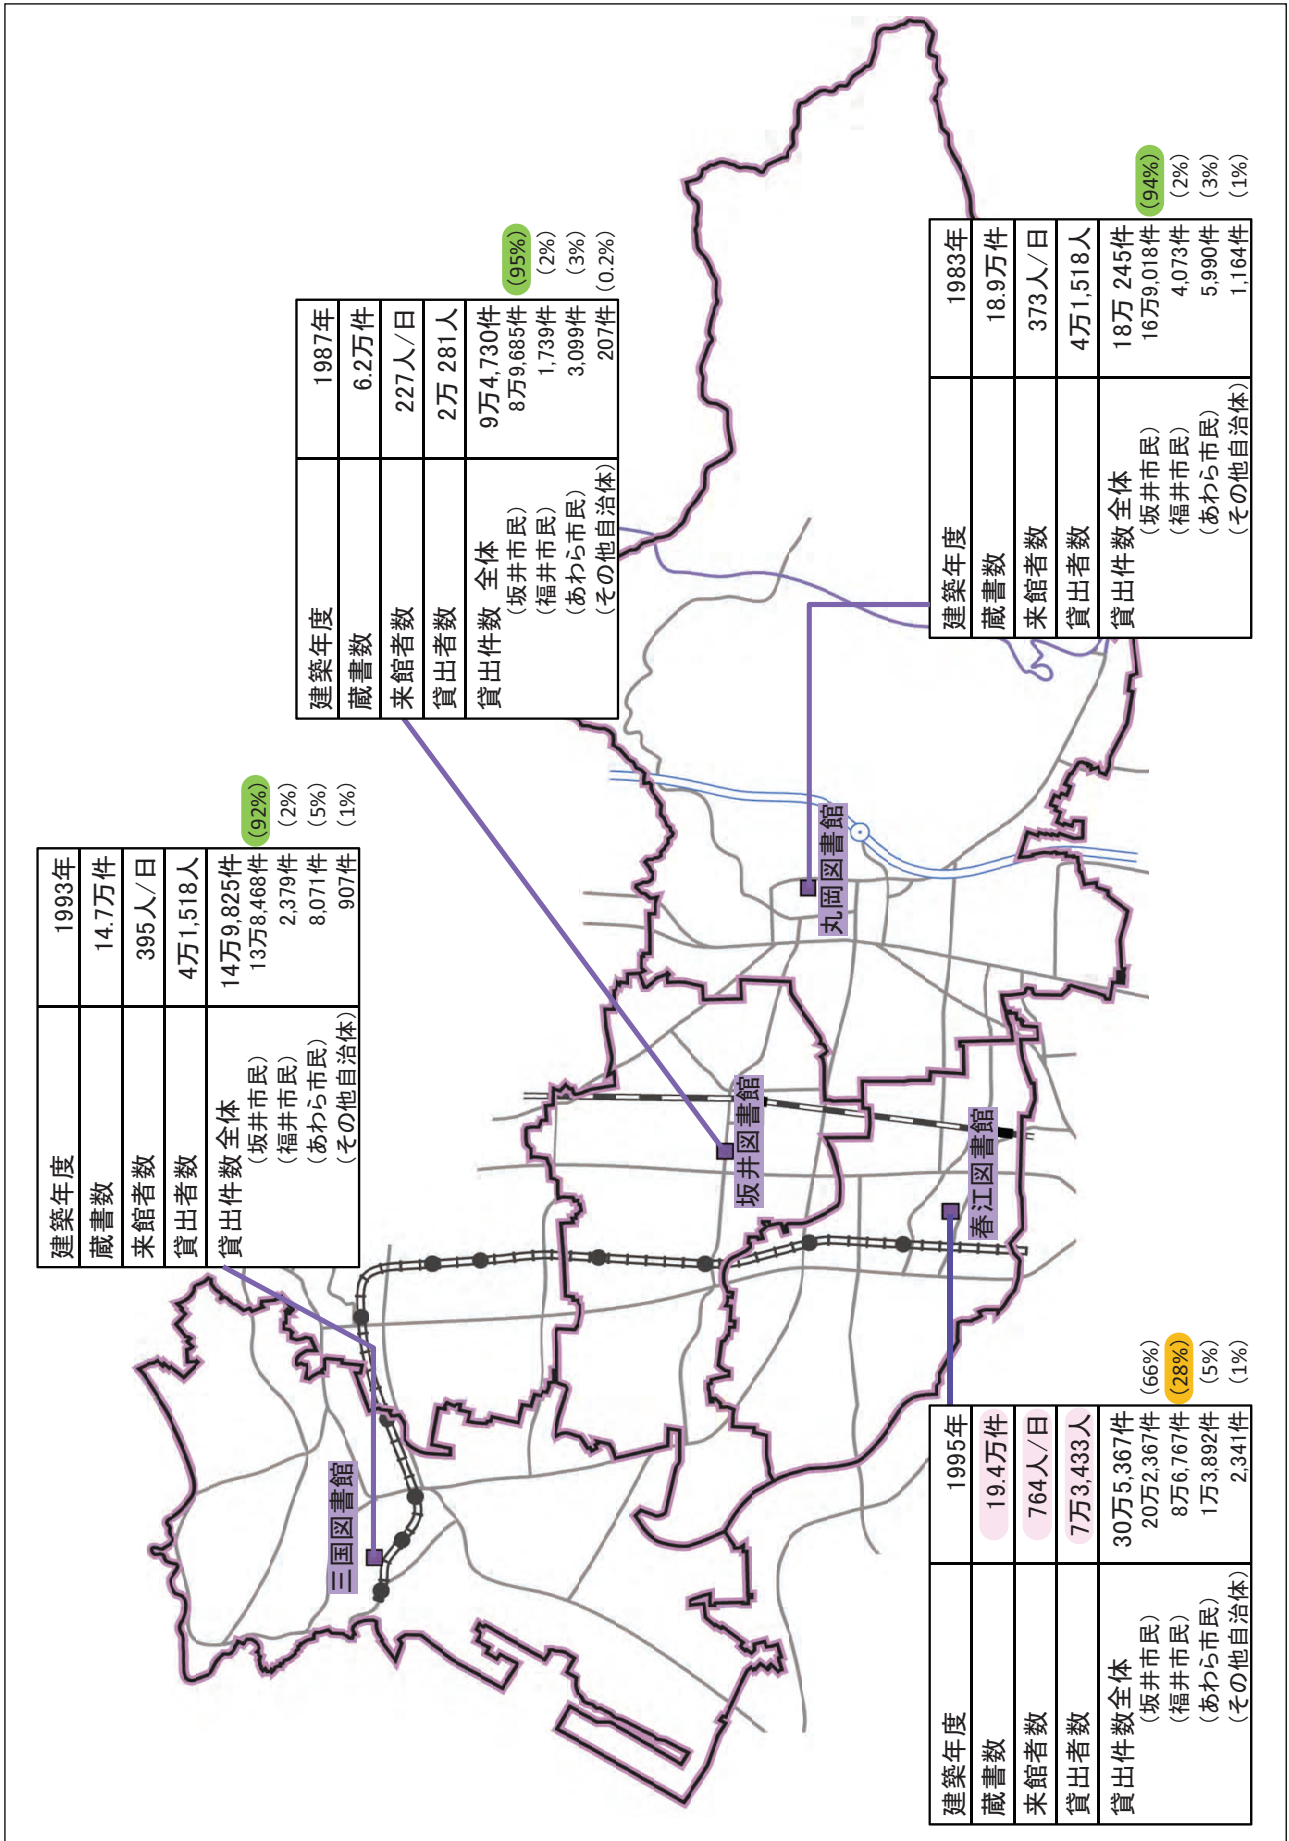 建築年度 1993年
蔵書数 14.7万件
来館者数 395人/日
貸出者数 4万1,518人
貸出件数全体 14万9,825件
(坂井市民) 13万8,468件 (92%)
(福井市民) 2,379件 (2%)
(あわら市民) 8,071件 (5%)
(その他自治体) 907件 (1%)
建築年度 1987年
蔵書数 6.2万件
来館者数 227人/日
貸出者数 2万 281人
貸出件数 全体 9万4,730件
(坂井市民) 8万9,685件 (95%)
(福井市民) 1,739件 (2%)
(あわら市民) 3,099件 (3%)
(その他自治体) 207件 (0.2%)
三国図書館
坂井図書館
丸岡図書館
春江図書館
建築年度 1995年
蔵書数 19.4万件
来館者数 764人/日
貸出者数 7万3,433人
貸出件数全体 30万5,367件
(坂井市民) 20万2,367件 (66%)
(福井市民) 8万6,767件 (28%)
(あわら市民) 1万3,892件 (5%)
(その他自治体) 2,341件 (1%)
建築年度 1983年
蔵書数 18.9万件
来館者数 373人/日
貸出者数 4万1,518人
貸出件数全体 18万 245件
(坂井市民) 16万9,018件 (94%)
(福井市民) 4,073件 (2%)
(あわら市民) 5,990件 (3%)
(その他自治体) 1,164件 (1%)